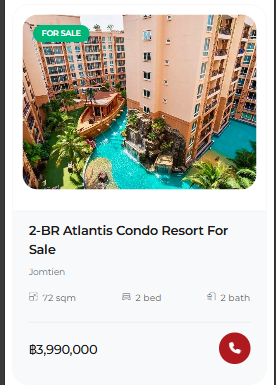 FOR SALE
2-BR Atlantis Condo Resort For
Sale
Jomtien
72 sqm 2 bed 2 bath
฿3,990,000